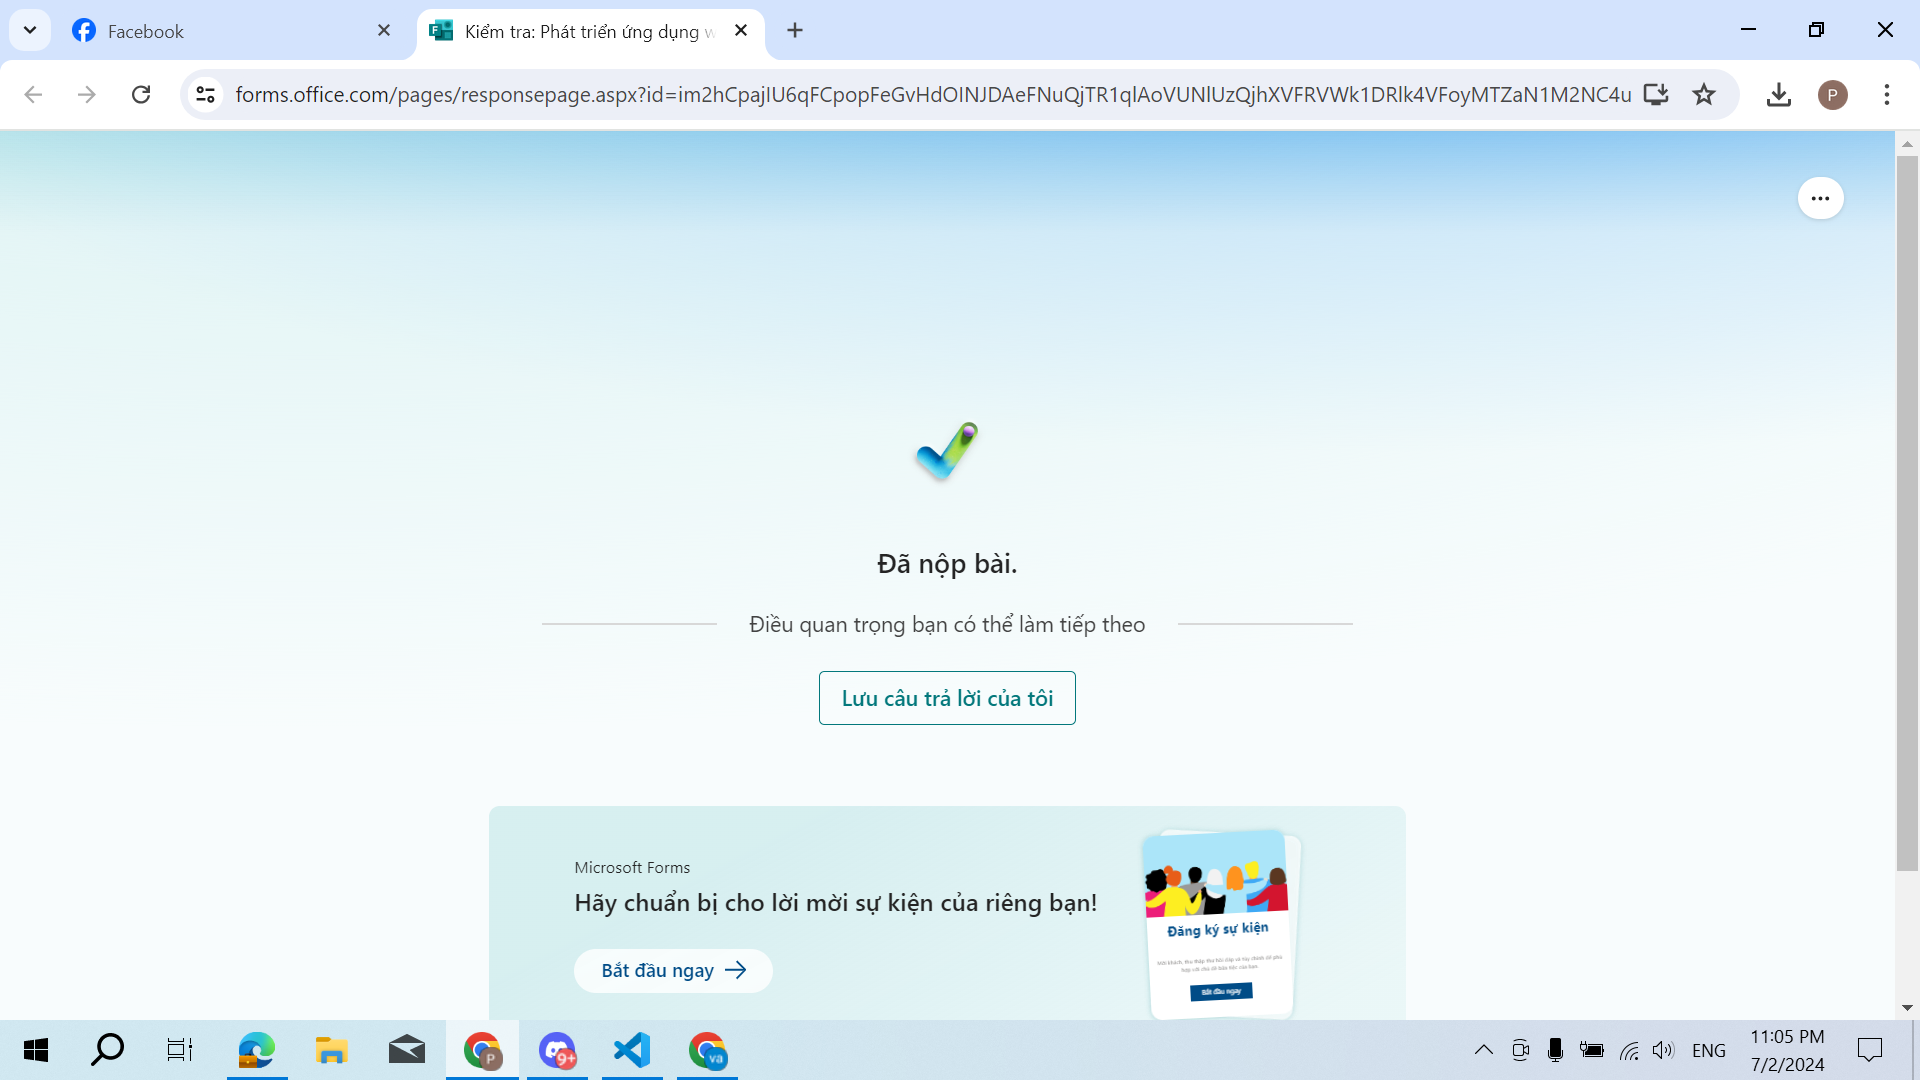 Facebook
Kiểm tra: Phát triển ứng dụng w
forms.office.com/pages/responsepage.aspx?id=im2hCpajIU6qFCpopFeGvHdOINJDAeFNuQjTR1qlAoVUNlUzQjhXVFRVWk1DRlk4VFoyMTZaN1M2NC4u
P
Đã nộp bài.
Điều quan trọng bạn có thể làm tiếp theo
Lưu câu trả lời của tôi
Microsoft Forms
Hãy chuẩn bị cho lời mời sự kiện của riêng bạn!
Bắt đầu ngay
Đăng ký sự kiện
Bắt đầu ngay
P
9+
va
ENG
11:05 PM
7/2/2024